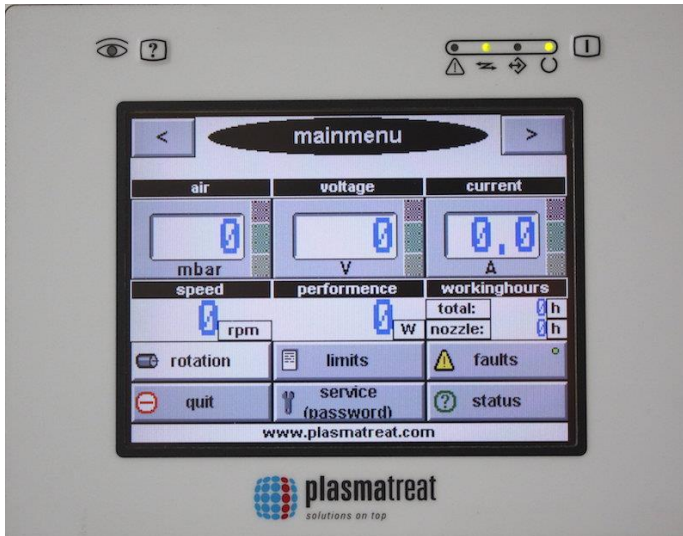 ?
< mainmenu >
air voltage current
0 0 0,0
mbar V A
speed performence workinghours
0 rpm 0 W total: 0 h
nozzle: 0 h
rotation limits faults
quit service (password) ? status
www.plasmatreat.com
plasmatreat
solutions on top